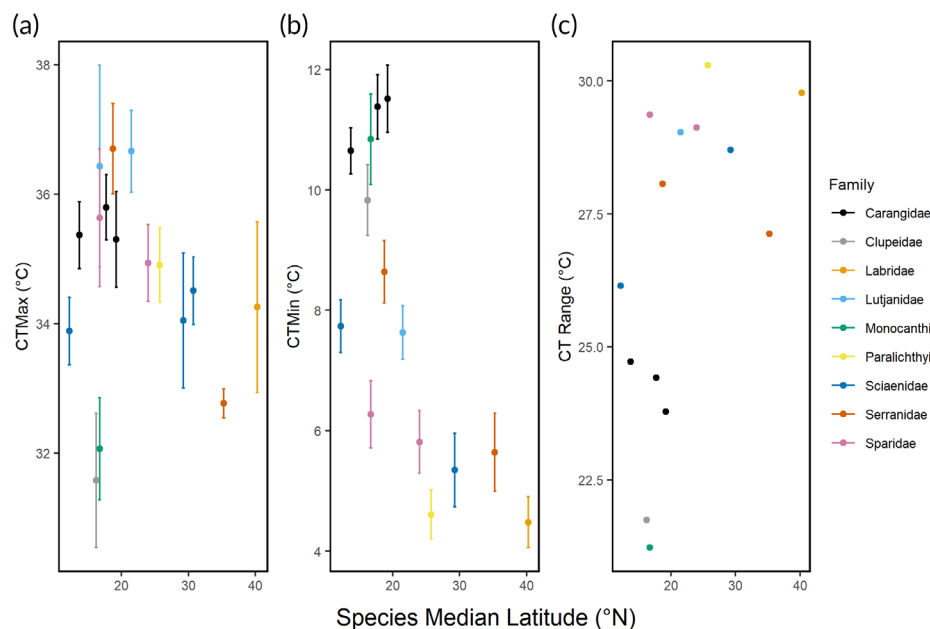 (a)
(b)
(c)
CTMax (°C)
38
36
34
32
20
30
40
CTMin (°C)
12
10
8
6
4
20
30
40
CT Range (°C)
30.0
27.5
25.0
22.5
20
30
40
Species Median Latitude (°N)
Family
Carangidae
Clupeidae
Labridae
Lutjanidae
Monocanthi
Paralichthyi
Sciaenidae
Serranidae
Sparidae